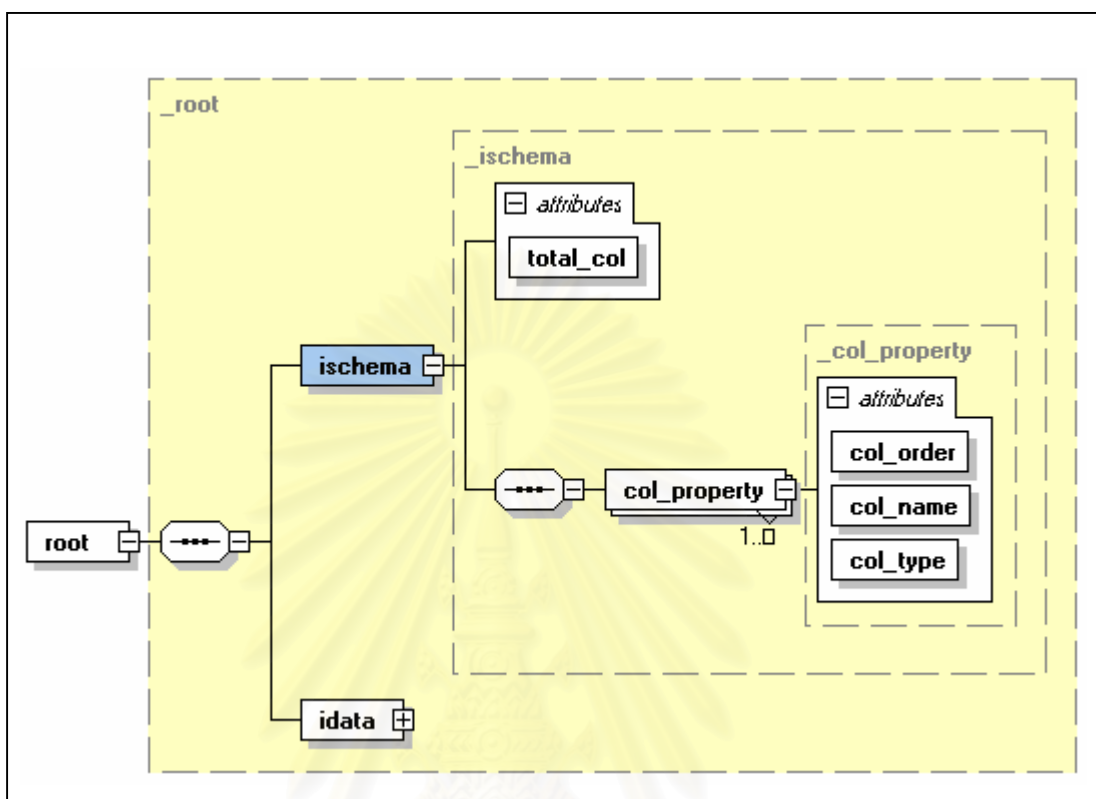 _root
_ischema
attributes
total_col
ischema
_col_property
attributes
col_order
col_property
col_name
1..
root
col_type
idata